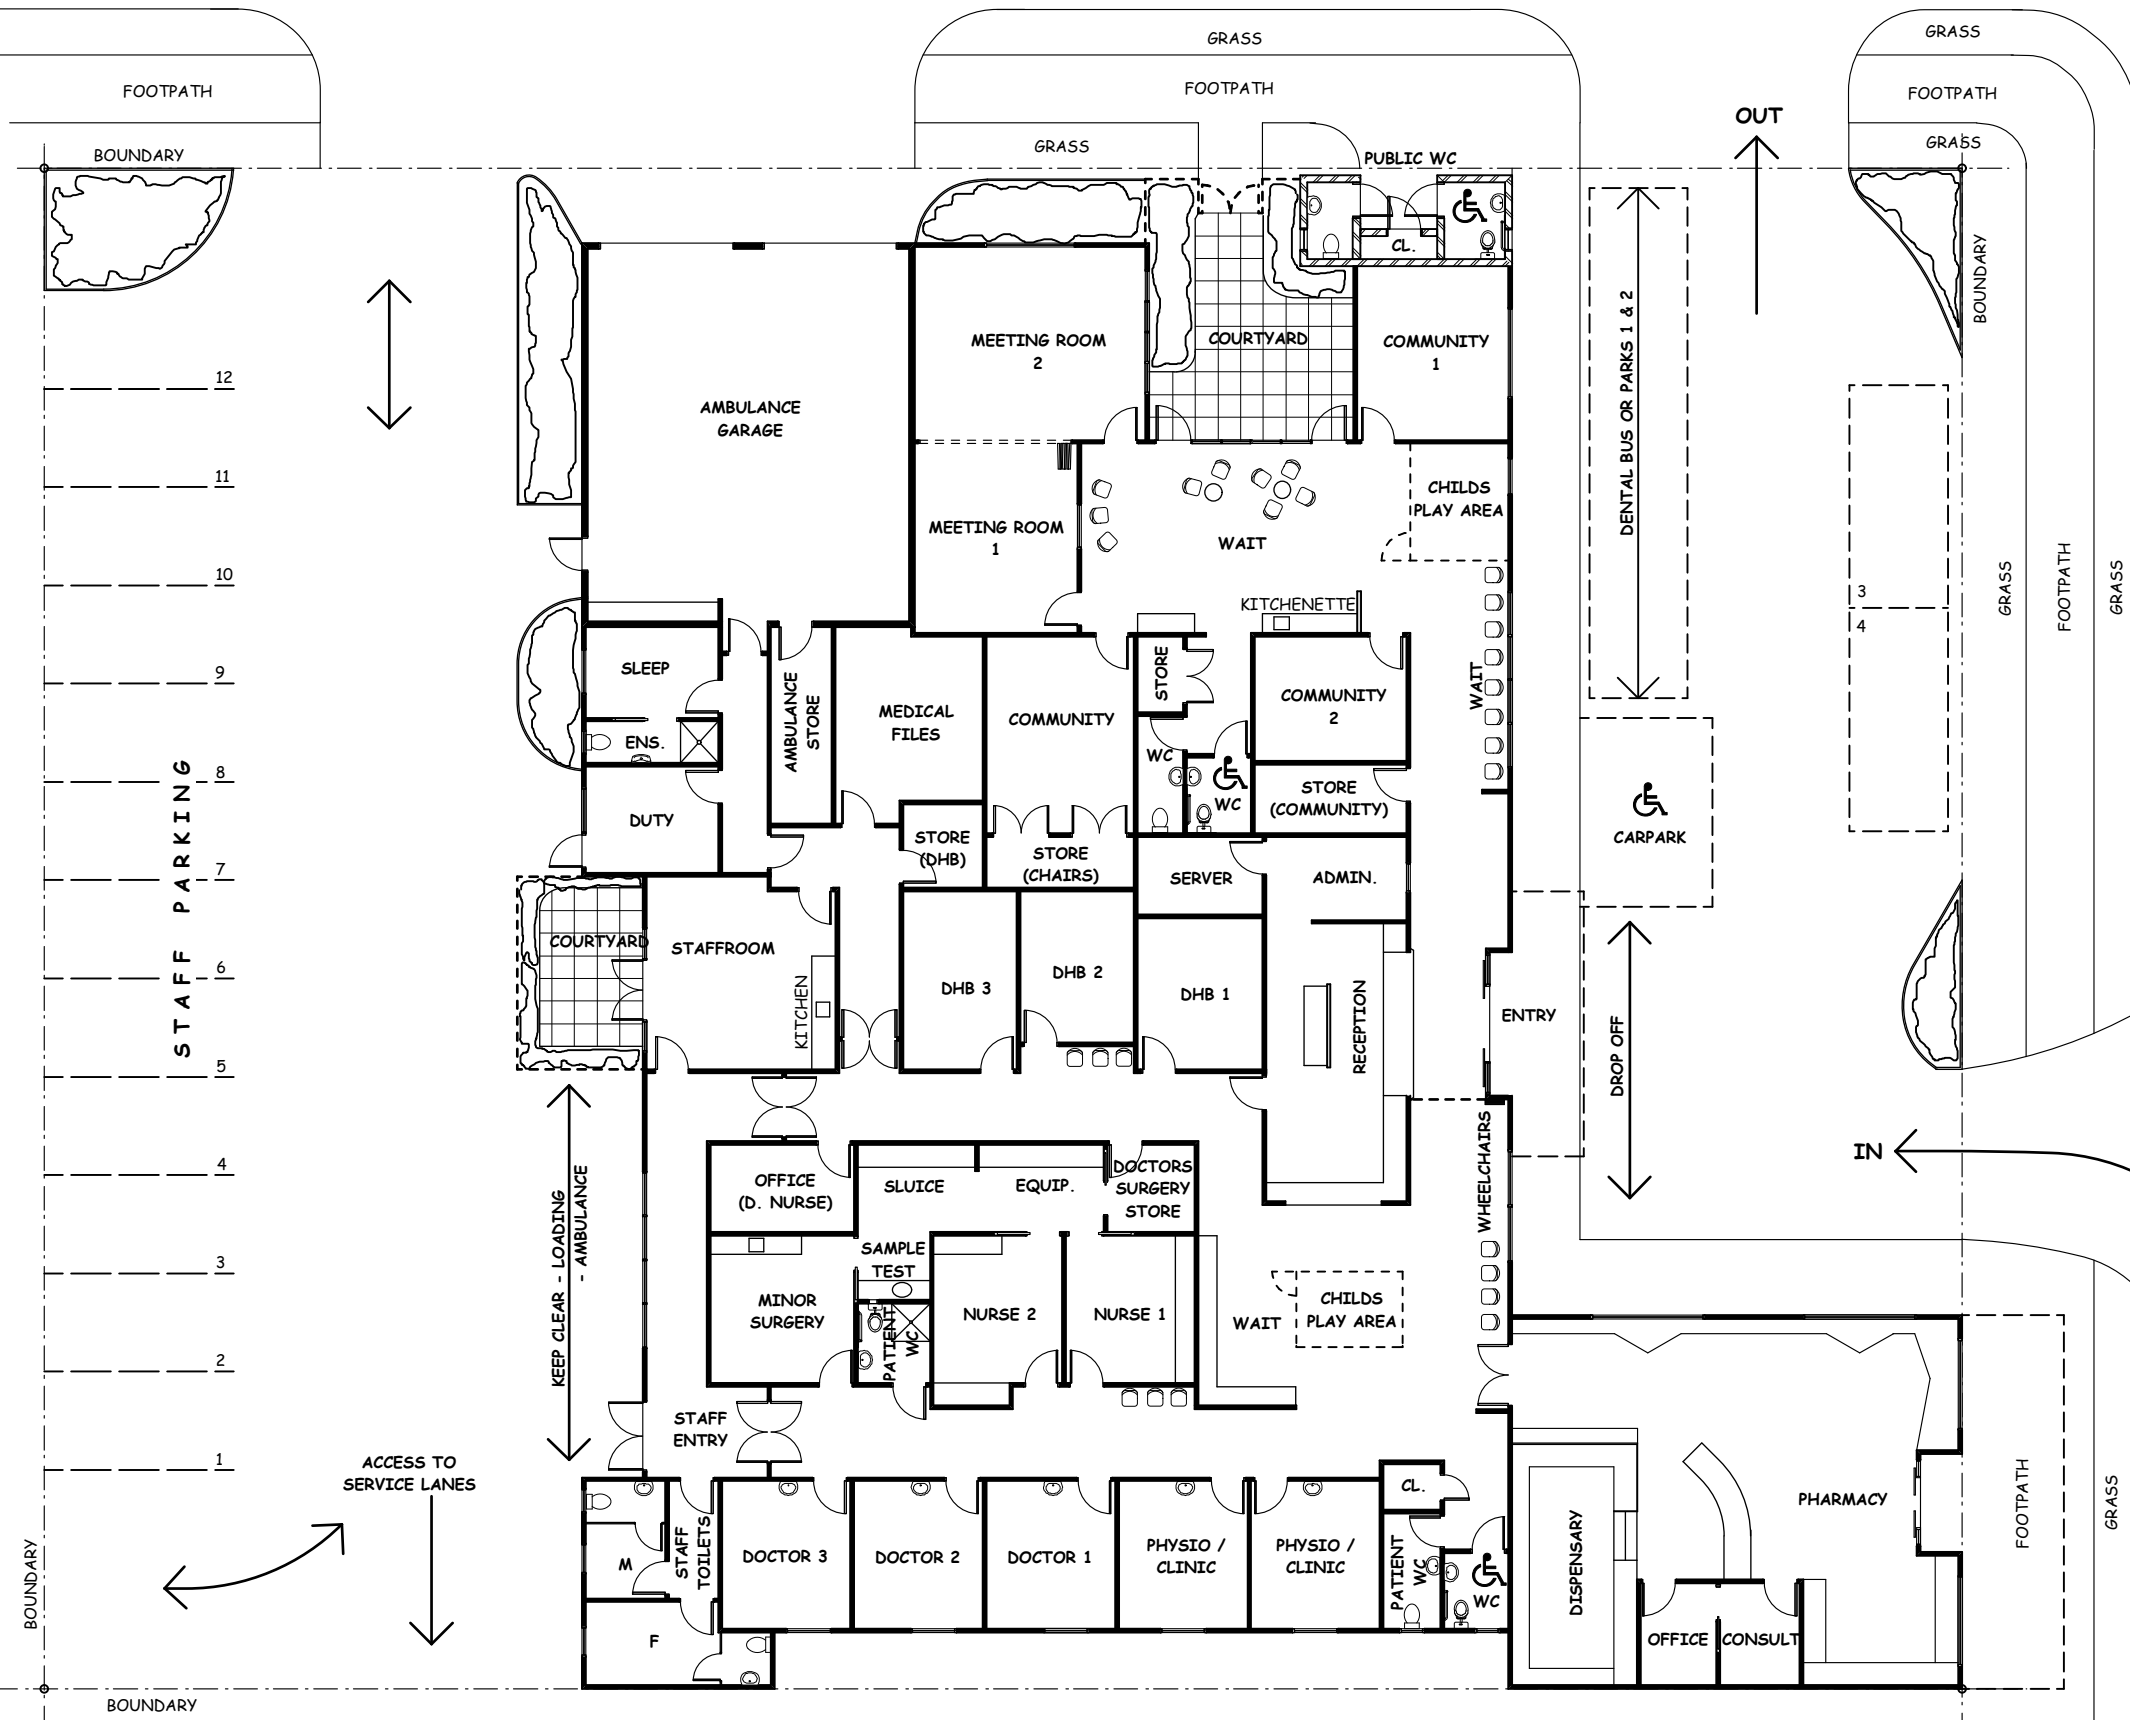 GRASS
GRASS
FOOTPATH
FOOTPATH
FOOTPATH
OUT
GRASS
GRASS
BOUNDARY
PUBLIC WC
CL.
BOUNDARY
DENTAL BUS OR PARKS 1 & 2
MEETING ROOM
2
COURTYARD
COMMUNITY
1
12
AMBULANCE
GARAGE
11
CHILDS
PLAY AREA
MEETING ROOM
1
WAIT
10
3
4
GRASS
FOOTPATH
GRASS
KITCHENETTE
SLEEP
9
AMBULANCE
STORE
MEDICAL
FILES
COMMUNITY
STORE
COMMUNITY
2
WAIT
ENS.
WC
WC
8
STORE
(COMMUNITY)
CARPARK
DUTY
STORE
(DHB)
STORE
(CHAIRS)
SERVER
ADMIN.
7
STAFF PARKING
COURTYARD
STAFFROOM
KITCHEN
6
DHB 3
DHB 2
DHB 1
RECEPTION
ENTRY
DROP OFF
5
IN
4
KEEP CLEAR - LOADING
- AMBULANCE
OFFICE
(D. NURSE)
SLUICE
EQUIP.
DOCTORS
SURGERY
STORE
WHEELCHAIRS
3
SAMPLE
TEST
MINOR
SURGERY
PATIENT
WC
NURSE 2
NURSE 1
WAIT
CHILDS
PLAY AREA
2
STAFF
ENTRY
1
ACCESS TO
SERVICE LANES
CL.
PHARMACY
FOOTPATH
GRASS
BOUNDARY
M
STAFF
TOILETS
DOCTOR 3
DOCTOR 2
DOCTOR 1
PHYSIO /
CLINIC
PHYSIO /
CLINIC
PATIENT
WC
WC
DISPENSARY
F
OFFICE
CONSULT
BOUNDARY